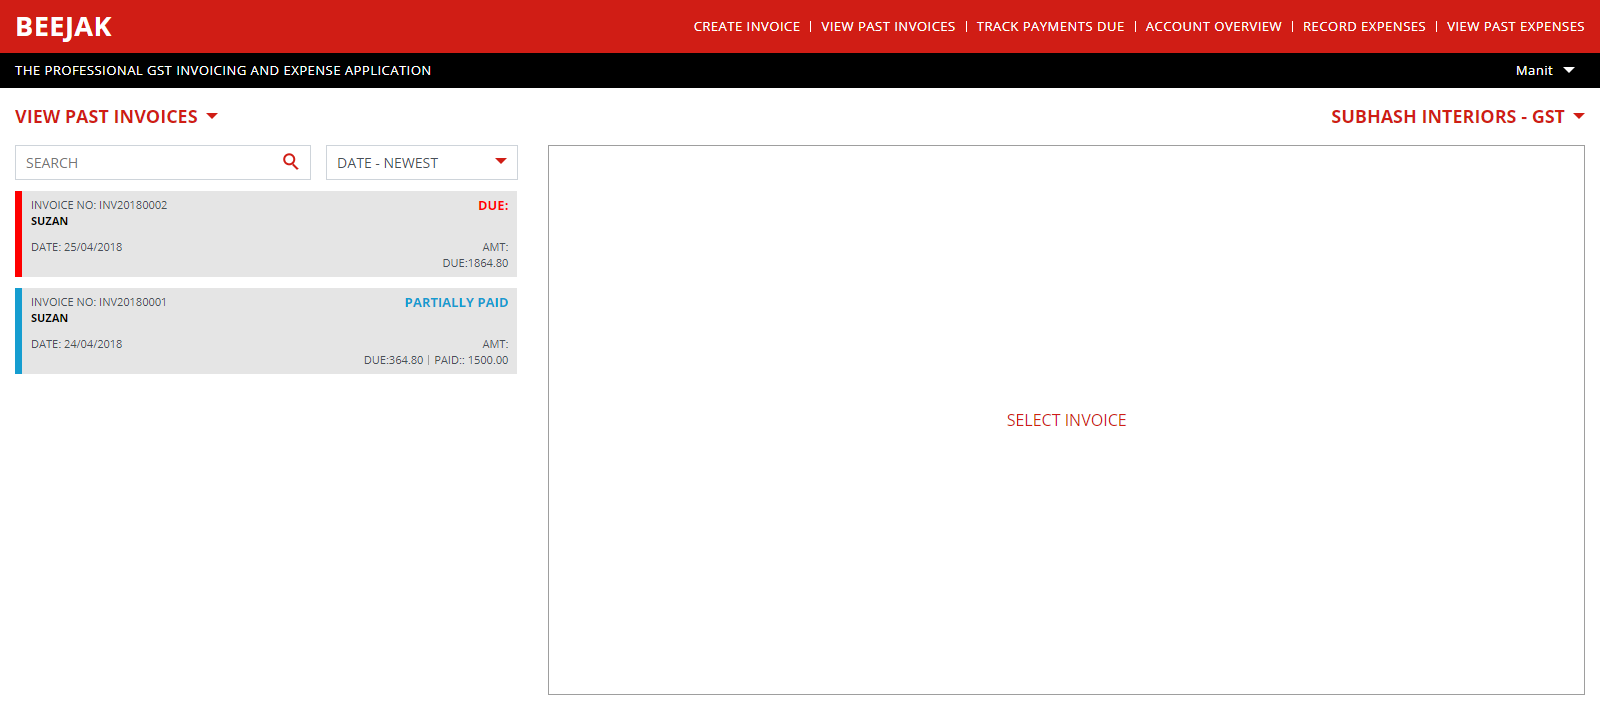 BEEJAK
CREATE INVOICE | VIEW PAST INVOICES | TRACK PAYMENTS DUE | ACCOUNT OVERVIEW | RECORD EXPENSES | VIEW PAST EXPENSES
THE PROFESSIONAL GST INVOICING AND EXPENSE APPLICATION
Manit
VIEW PAST INVOICES
SUBHASH INTERIORS - GST
SEARCH
DATE - NEWEST
INVOICE NO: INV20180002
DUE:
SUZAN
DATE: 25/04/2018
AMT:
DUE:1864.80
INVOICE NO: INV20180001
PARTIALLY PAID
SUZAN
DATE: 24/04/2018
AMT:
DUE:364.80 | PAID:: 1500.00
SELECT INVOICE